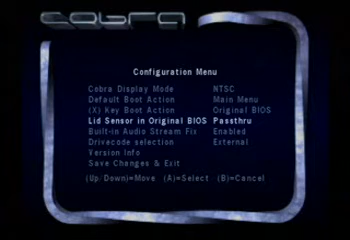 cobra
Configuration Menu
Cobra Display Mode NTSC
Default Boot Action Main Menu
(X) Key Boot Action Original BIOS
Lid Sensor in Original BIOS Passthru
Built-in Audio Stream Fix Enabled
Drivecode selection External
Version Info
Save Changes & Exit
(Up/Down)=Move (A)=Select (B)=Cancel